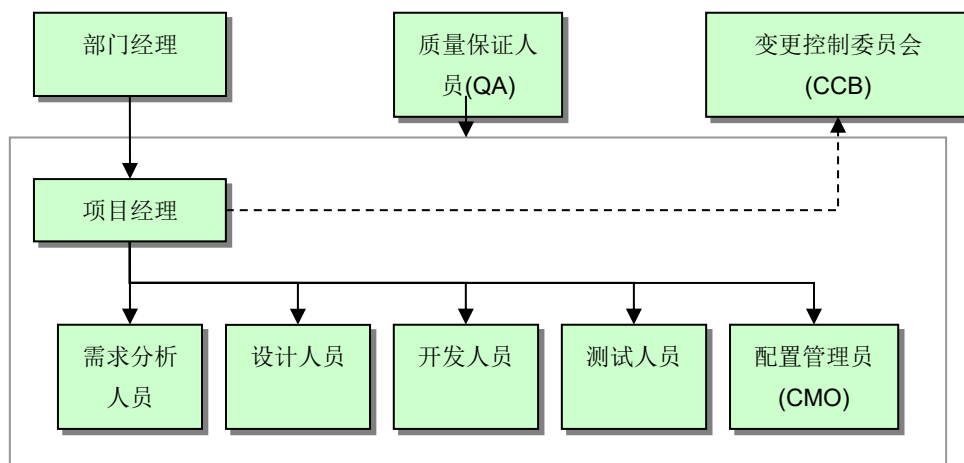 部门经理
质量保证人
员(QA)
变更控制委员会
(CCB)
项目经理
需求分析
人员
设计人员
开发人员
测试人员
配置管理员
(CMO)